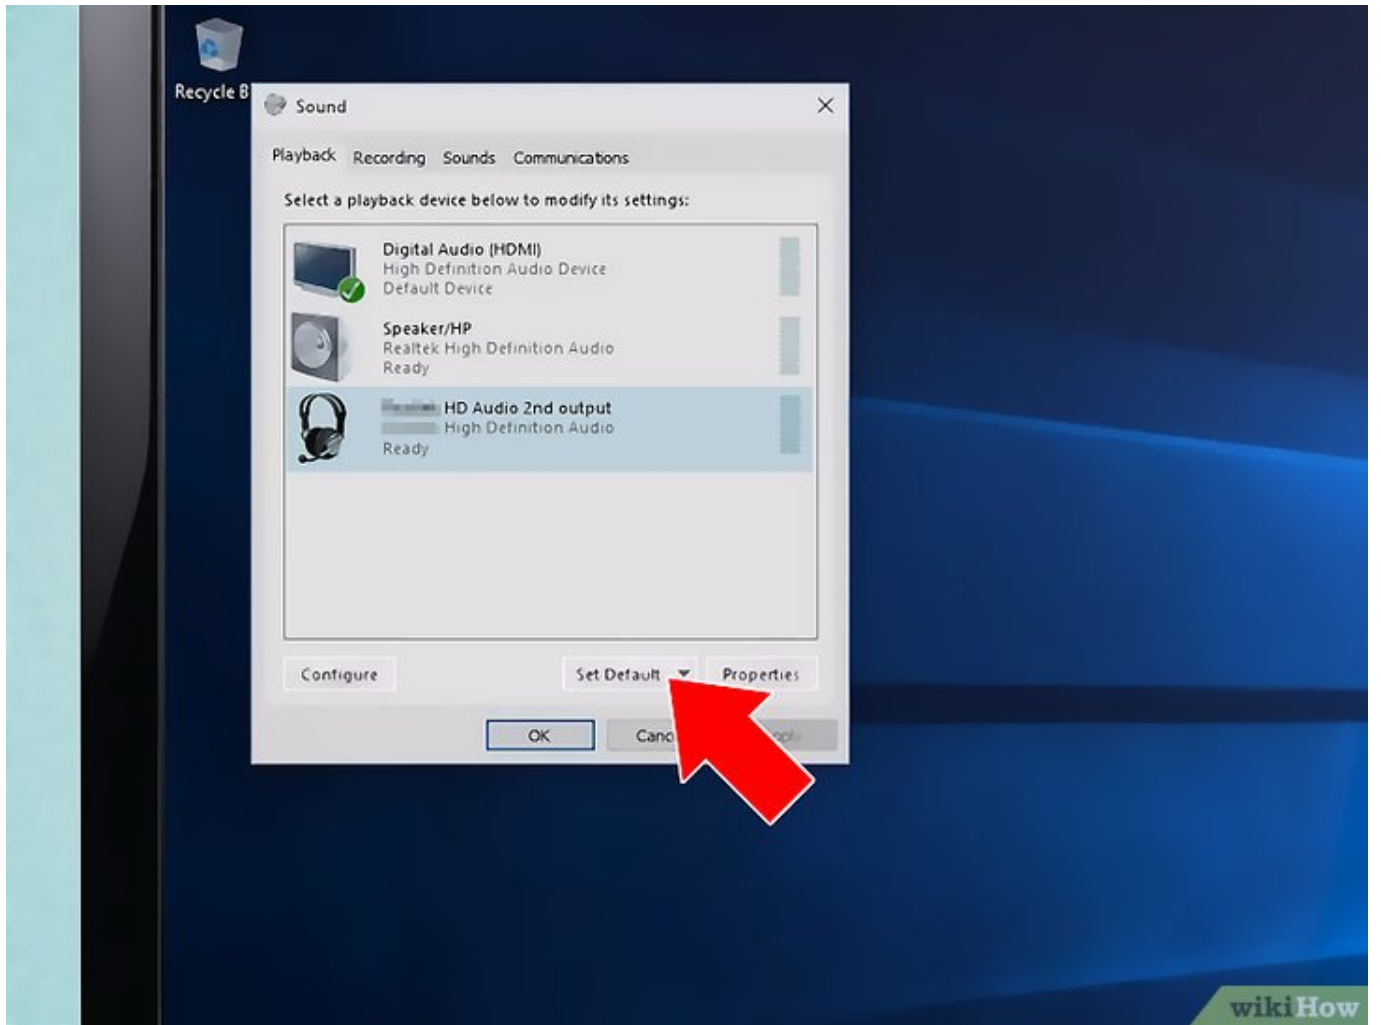 Recycle B
Sound
Playback Recording Sounds Communications
Select a playback device below to modify its settings:
Digital Audio (HDMI)
High Definition Audio Device
Default Device
Speaker/HP
Realtek High Definition Audio
Ready
HD Audio 2nd output
High Definition Audio
Ready
Configure Set Default Properties
OK Canc
wikiHow